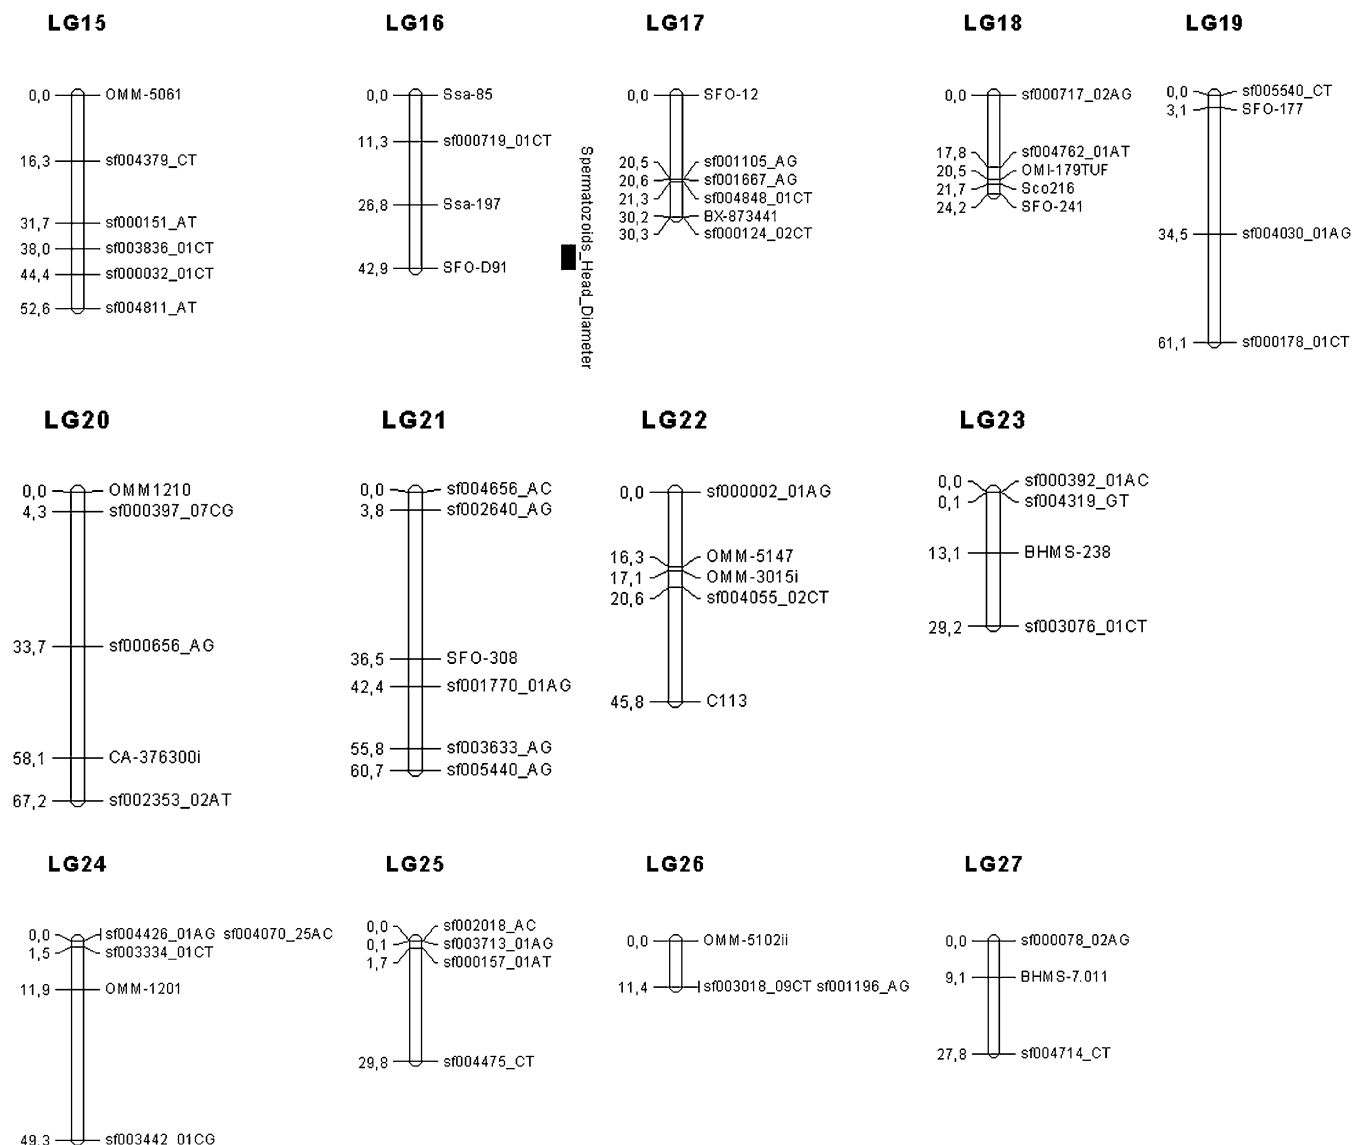 LG15
0,0 OMM-5061
16,3 sf004379_CT
31,7 sf000151_AT
38,0 sf003836_01CT
44,4 sf000032_01CT
52,6 sf004811_AT
LG16
0,0 Ssa-85
11,3 sf000719_01CT
26,8 Ssa-197
42,9 SFO-D91
Spermatozoids_Head_Diameter
LG17
0,0 SFO-12
20,5 sf001105_AG
20,6 sf001667_AG
21,3 sf004848_01CT
30,2 BX-873441
30,3 sf000124_02CT
LG18
0,0 sf000717_02AG
17,8 sf004762_01AT
20,5 OMI-179TUF
21,7 Sco216
24,2 SFO-241
LG19
0,0 sf005540_CT
3,1 SFO-177
34,5 sf004030_01AG
61,1 sf000178_01CT
LG20
0,0 OMM1210
4,3 sf000397_07CG
33,7 sf000656_AG
58,1 CA-376300i
67,2 sf002353_02AT
LG21
0,0 sf004656_AC
3,8 sf002640_AG
36,5 SFO-308
42,4 sf001770_01AG
55,8 sf003633_AG
60,7 sf005440_AG
LG22
0,0 sf000002_01AG
16,3 OMM-5147
17,1 OMM-3015i
20,6 sf004055_02CT
45,8 C113
LG23
0,0 sf000392_01AC
0,1 sf004319_GT
13,1 BHMS-238
29,2 sf003076_01CT
LG24
0,0 sf004426_01AG sf004070_25AC
1,5 sf003334_01CT
11,9 OMM-1201
49,3 sf003442_01CG
LG25
0,0 sf002018_AC
0,1 sf003713_01AG
1,7 sf000157_01AT
29,8 sf004475_CT
LG26
0,0 OMM-5102ii
11,4 sf003018_09CT sf001196_AG
LG27
0,0 sf000078_02AG
9,1 BHMS-7.011
27,8 sf004714_CT